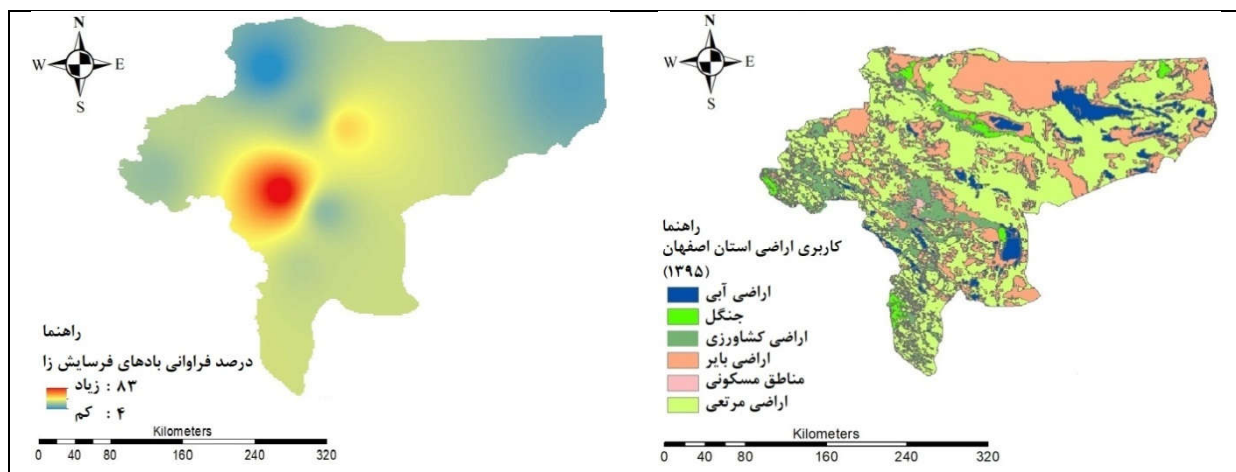 N
W E
S
راهنما
درصد فراوانی بادهای فرسایش زا
زیاد : ۸۳
کم : ۴
Kilometers
0 40 80 160 240 320
N
W E
S
راهنما
کاربری اراضی استان اصفهان
(۱۳۹۵)
اراضی آبی
جنگل
اراضی کشاورزی
اراضی بایر
مناطق مسکونی
اراضی مرتعی
Kilometers
0 40 80 160 240 320